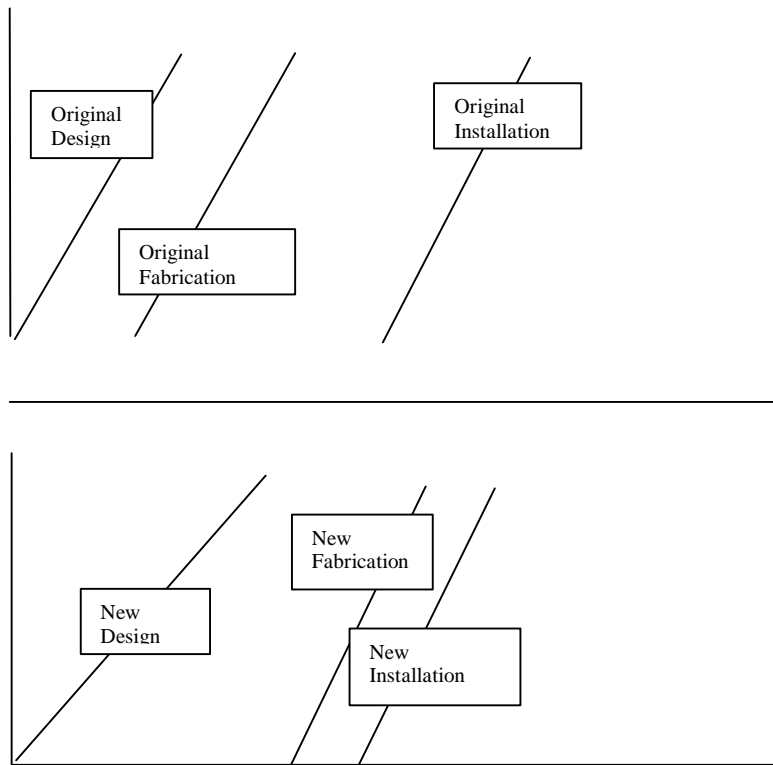 Original
Design
Original
Installation
Original
Fabrication
New
Fabrication
New
Design
New
Installation